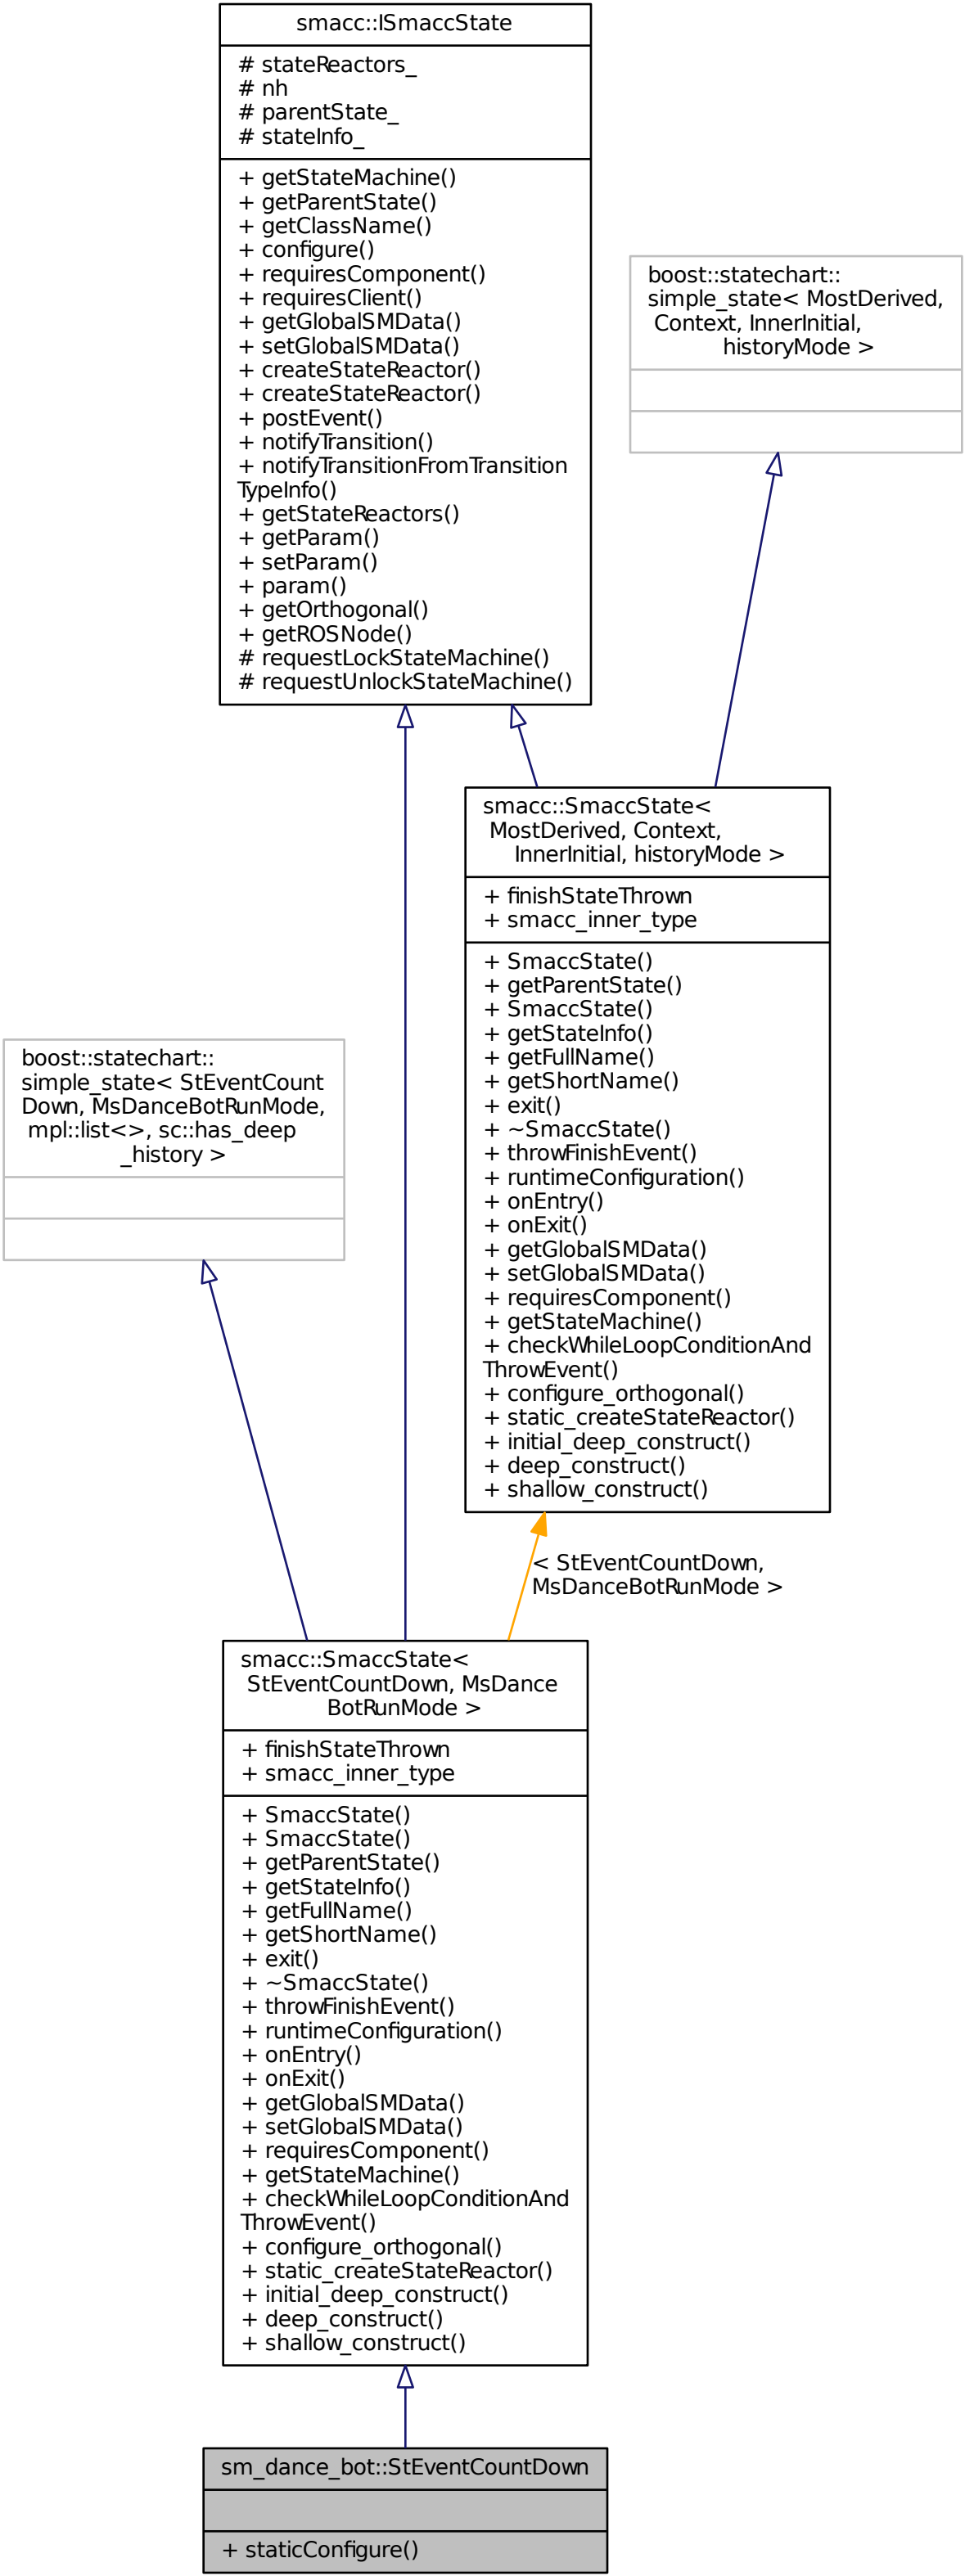 smacc::ISmaccState
# stateReactors_
# nh
# parentState_
# stateInfo_
+ getStateMachine()
+ getParentState()
+ getClassName()
+ configure()
+ requiresComponent()
+ requiresClient()
+ getGlobalSMData()
+ setGlobalSMData()
+ createStateReactor()
+ createStateReactor()
+ postEvent()
+ notifyTransition()
+ notifyTransitionFromTransition
TypeInfo()
+ getStateReactors()
+ getParam()
+ setParam()
+ param()
+ getOrthogonal()
+ getROSNode()
# requestLockStateMachine()
# requestUnlockStateMachine()
boost::statechart::
simple_state< MostDerived,
Context, InnerInitial,
historyMode >
smacc::SmaccState<
MostDerived, Context,
InnerInitial, historyMode >
+ finishStateThrown
+ smacc_inner_type
+ SmaccState()
+ getParentState()
+ SmaccState()
+ getStateInfo()
+ getFullName()
+ getShortName()
+ exit()
+ ~SmaccState()
+ throwFinishEvent()
+ runtimeConfiguration()
+ onEntry()
+ onExit()
+ getGlobalSMData()
+ setGlobalSMData()
+ requiresComponent()
+ getStateMachine()
+ checkWhileLoopConditionAnd
ThrowEvent()
+ configure_orthogonal()
+ static_createStateReactor()
+ initial_deep_construct()
+ deep_construct()
+ shallow_construct()
boost::statechart::
simple_state< StEventCount
Down, MsDanceBotRunMode,
mpl::list<>, sc::has_deep
_history >
< StEventCountDown,
MsDanceBotRunMode >
smacc::SmaccState<
StEventCountDown, MsDance
BotRunMode >
+ finishStateThrown
+ smacc_inner_type
+ SmaccState()
+ SmaccState()
+ getParentState()
+ getStateInfo()
+ getFullName()
+ getShortName()
+ exit()
+ ~SmaccState()
+ throwFinishEvent()
+ runtimeConfiguration()
+ onEntry()
+ onExit()
+ getGlobalSMData()
+ setGlobalSMData()
+ requiresComponent()
+ getStateMachine()
+ checkWhileLoopConditionAnd
ThrowEvent()
+ configure_orthogonal()
+ static_createStateReactor()
+ initial_deep_construct()
+ deep_construct()
+ shallow_construct()
sm_dance_bot::StEventCountDown
+ staticConfigure()